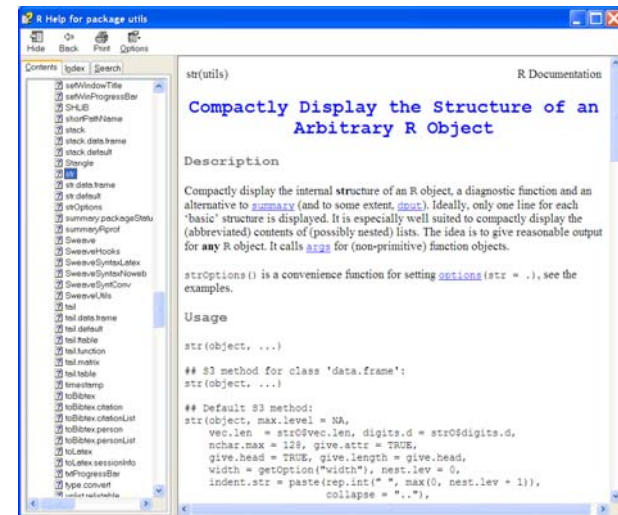 R Help for package utils
Hide Back Print Options
Contents Index Search
setWindowTitle
setWinProgressBar
SHLIB
shortPathName
stack
stack.data.frame
stack.default
Stangle
str
str.data.frame
str.default
strOptions
summary.packageStatu
summaryRprof
Sweave
SweaveHooks
SweaveSyntaxLatex
SweaveSyntaxNoweb
SweaveSyntConv
SweaveUtils
tail
tail.data.frame
tail.default
tail.ftable
tail.function
tail.matrix
tail.table
timestamp
toBibtex
toBibtex.citation
toBibtex.citationList
toBibtex.person
toBibtex.personList
toLatex
toLatex.sessionInfo
txtProgressBar
type.convert
unlist.relistable
str(utils) R Documentation
Compactly Display the Structure of an
Arbitrary R Object
Description
Compactly display the internal structure of an R object, a diagnostic function and an
alternative to summary (and to some extent, dput). Ideally, only one line for each
‘basic’ structure is displayed. It is especially well suited to compactly display the
(abbreviated) contents of (possibly nested) lists. The idea is to give reasonable output
for any R object. It calls args for (non-primitive) function objects.
strOptions() is a convenience function for setting options(str = .), see the
examples.
Usage
str(object, ...)
## S3 method for class 'data.frame':
str(object, ...)
## Default S3 method:
str(object, max.level = NA,
vec.len = strO$vec.len, digits.d = strO$digits.d,
nchar.max = 128, give.attr = TRUE,
give.head = TRUE, give.length = give.head,
width = getOption("width"), nest.lev = 0,
indent.str = paste(rep.int(" ", max(0, nest.lev + 1)),
collapse = ".."),